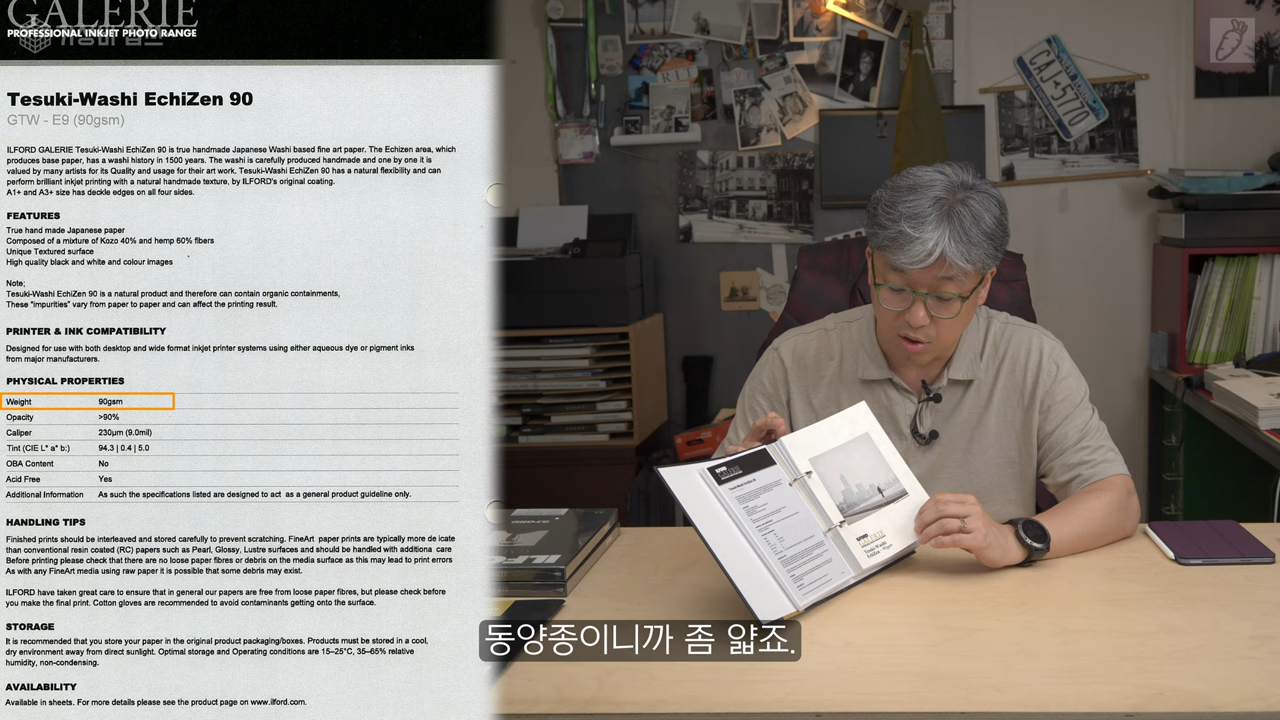 GALERIE
PROFESSIONAL INKJET PHOTO RANGE
Tesuki-Washi EchiZen 90
GTW - E9 (90gsm)
ILFORD GALERIE Tesuki-Washi EchiZen 90 is true handmade Japanese Washi based fine art paper. The Echizen area, which
produces base paper, has a washi history in 1500 years. The washi is carefully produced handmade and one by one it is
valued by many artists for its Quality and usage for their art work. Tesuki-Washi EchiZen 90 has a natural flexibility and can
perform brilliant inkjet printing with a natural handmade texture, by ILFORD's original coating.
A1+ and A3+ size has deckle edges on all four sides.
FEATURES
True hand made Japanese paper
Composed of a mixture of Kozo 40% and hemp 60% fibers
Unique Textured surface
High quality black and white and colour images
Note;
Tesuki-Washi EchiZen 90 is a natural product and therefore can contain organic containments,
These "impurities" vary from paper to paper and can affect the printing result.
PRINTER & INK COMPATIBILITY
Designed for use with both desktop and wide format inkjet printer systems using either aqueous dye or pigment inks
from major manufacturers.
PHYSICAL PROPERTIES
Weight 90gsm
Opacity >90%
Caliper 230µm (9.0mil)
Tint (CIE L* a* b:) 94.3 | 0.4 | 5.0
OBA Content No
Acid Free Yes
Additional Information As such the specifications listed are designed to act as a general product guideline only.
HANDLING TIPS
Finished prints should be interleaved and stored carefully to prevent scratching. FineArt paper prints are typically more de icate
than conventional resin coated (RC) papers such as Pearl, Glossy, Lustre surfaces and should be handled with additiona care
Before printing please check that there are no loose paper fibres or debris on the media surface as this may lead to print errors
As with any FineArt media using raw paper it is possible that some debris may exist.
ILFORD have taken great care to ensure that in general our papers are free from loose paper fibres, but please check before
you make the final print. Cotton gloves are recommended to avoid contaminants getting onto the surface.
STORAGE
It is recommended that you store your paper in the original product packaging/boxes. Products must be stored in a cool,
dry environment away from direct sunlight. Optimal storage and Operating conditions are 15–25°C, 35–65% relative
humidity, non-condensing.
AVAILABILITY
Available in sheets. For more details please see the product page on www.ilford.com.
CAJ-5770
GALERIE
동양종이니까 좀 얇죠.